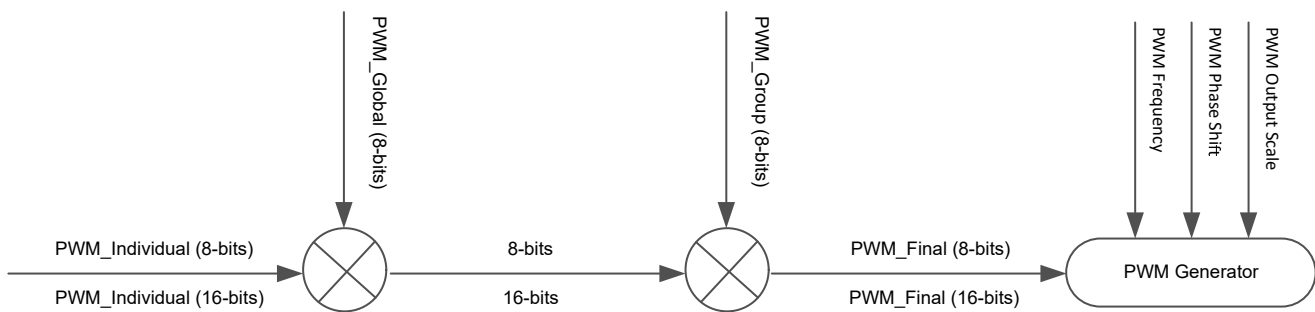 PWM_Global (8-bits)
PWM_Group (8-bits)
PWM Frequency
PWM Phase Shift
PWM Output Scale
PWM_Individual (8-bits)
PWM_Individual (16-bits)
8-bits
16-bits
PWM_Final (8-bits)
PWM_Final (16-bits)
PWM Generator